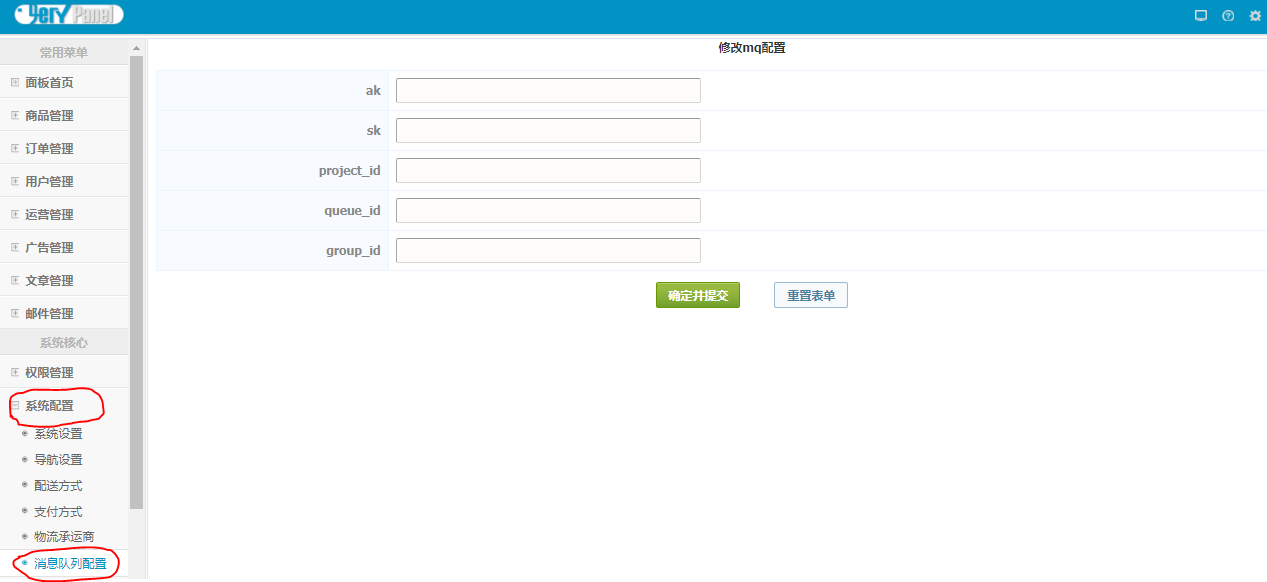 Very Panel
常用菜单
面板首页
商品管理
订单管理
用户管理
运营管理
广告管理
文章管理
邮件管理
系统核心
权限管理
系统配置
系统设置
导航设置
配送方式
支付方式
物流承运商
消息队列配置
修改mq配置
ak
sk
project_id
queue_id
group_id
确定并提交
重置表单